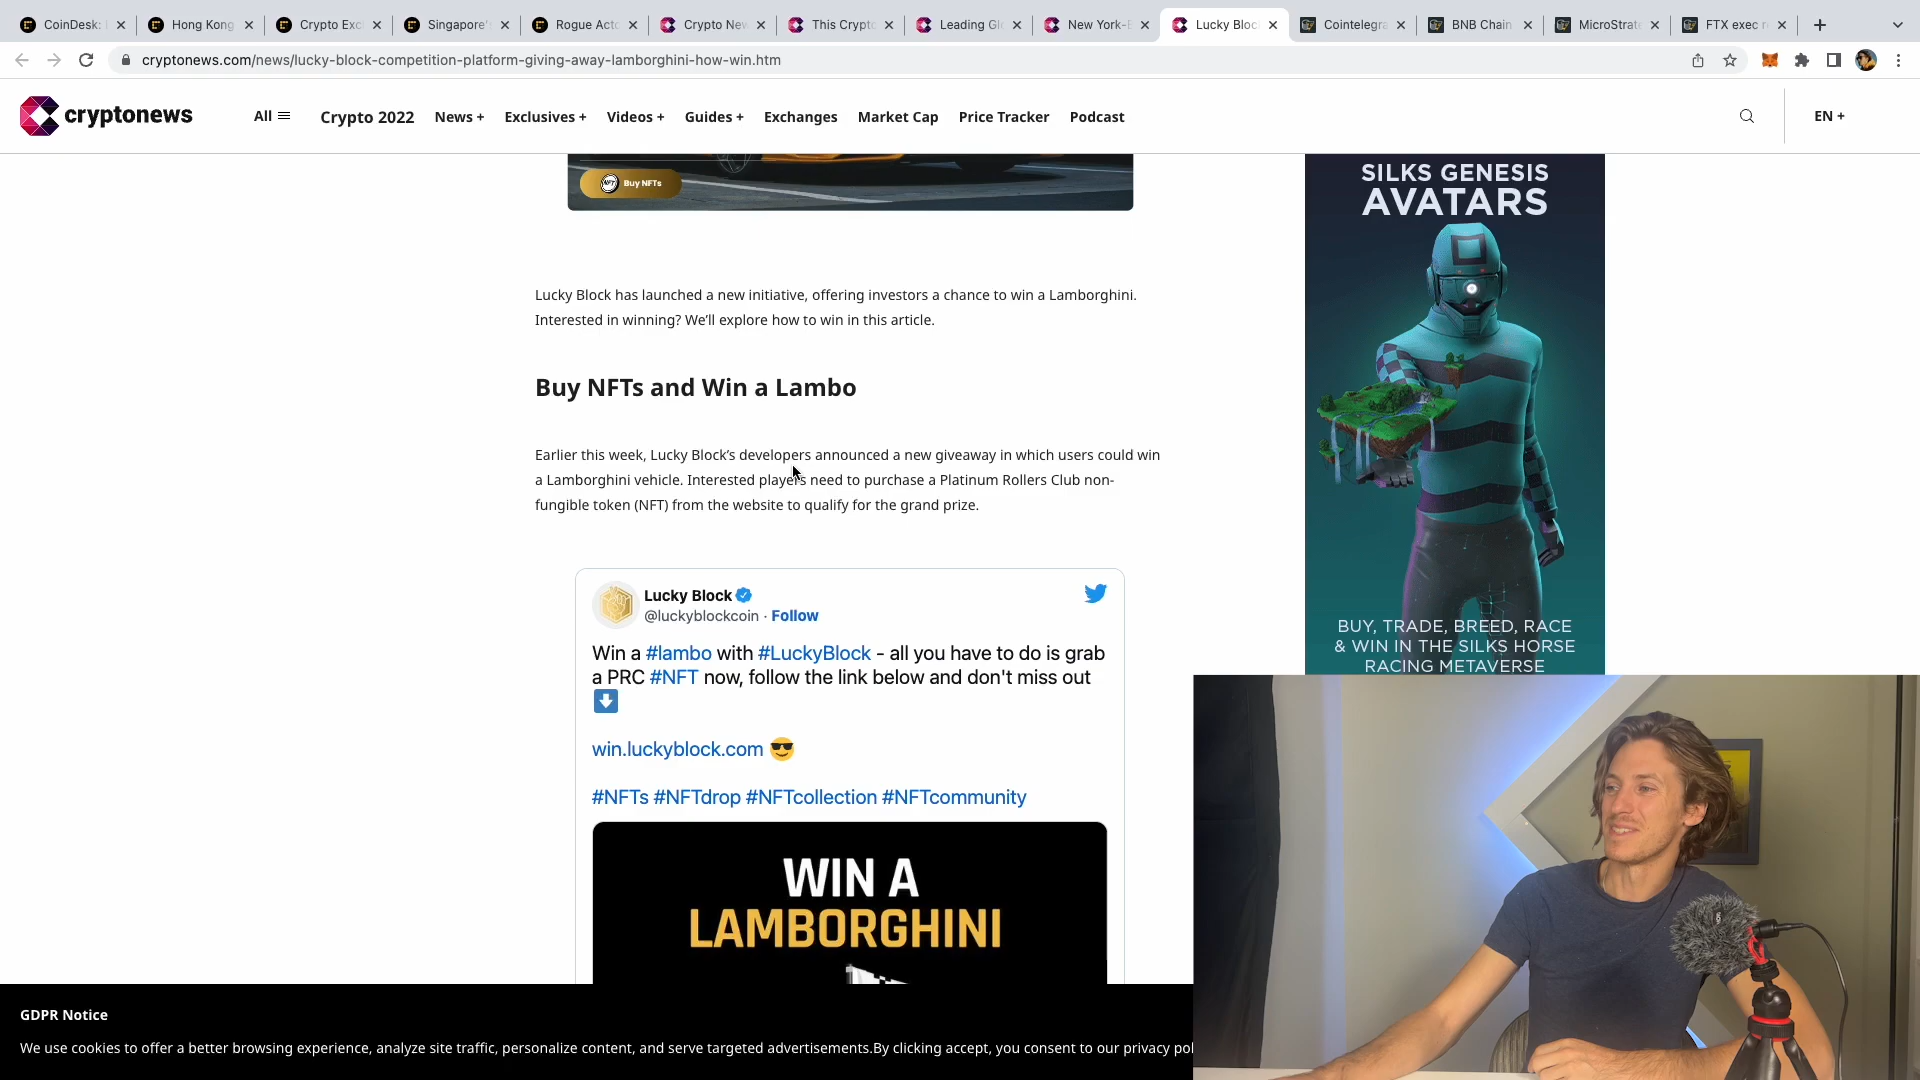 CoinDesk:
Hong Kong
Crypto Exc
Singapore'
Rogue Acto
Crypto New
This Crypto
Leading Gl
New York-B
Lucky Bloc
Cointelegra
BNB Chain
MicroStrate
FTX exec r
cryptonews.com/news/lucky-block-competition-platform-giving-away-lamborghini-how-win.htm
cryptonews
All
Crypto 2022
News +
Exclusives +
Videos +
Guides +
Exchanges
Market Cap
Price Tracker
Podcast
EN +
NFT
Buy NFTs
Lucky Block has launched a new initiative, offering investors a chance to win a Lamborghini.
Interested in winning? We'll explore how to win in this article.
Buy NFTs and Win a Lambo
Earlier this week, Lucky Block's developers announced a new giveaway in which users could win
a Lamborghini vehicle. Interested players need to purchase a Platinum Rollers Club non-
fungible token (NFT) from the website to qualify for the grand prize.
Lucky Block
@luckyblockcoin · Follow
Win a #lambo with #LuckyBlock - all you have to do is grab
a PRC #NFT now, follow the link below and don't miss out
⬇️
win.luckyblock.com 😎
#NFTs #NFTdrop #NFTcollection #NFTcommunity
WIN A
LAMBORGHINI
SILKS GENESIS
AVATARS
BUY, TRADE, BREED, RACE
& WIN IN THE SILKS HORSE
RACING METAVERSE
GDPR Notice
We use cookies to offer a better browsing experience, analyze site traffic, personalize content, and serve targeted advertisements.By clicking accept, you consent to our privacy pol